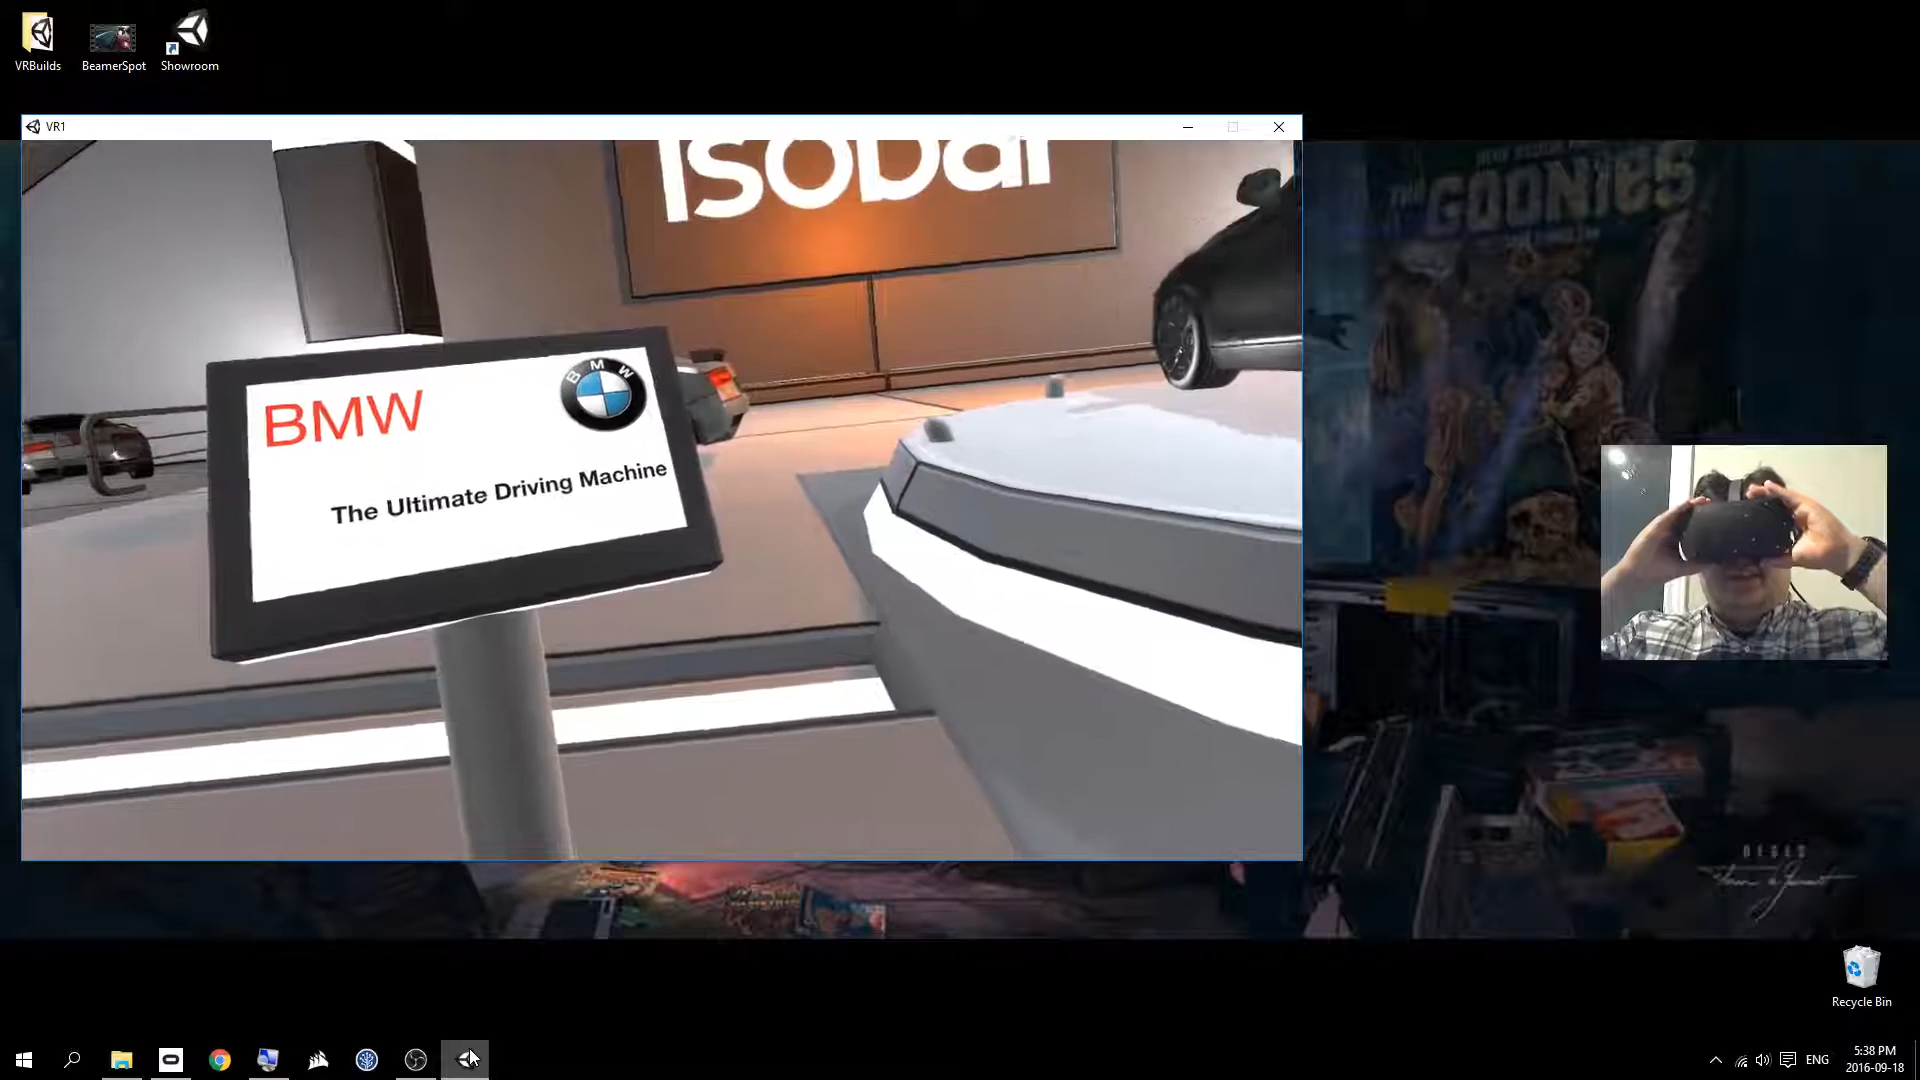 VRBuilds
BeamerSpot
Showroom
VR1
Isobar
THE
GOONIES
BMW
BMW
The Ultimate Driving Machine
Recycle Bin
ENG
5:38 PM
2016-09-18